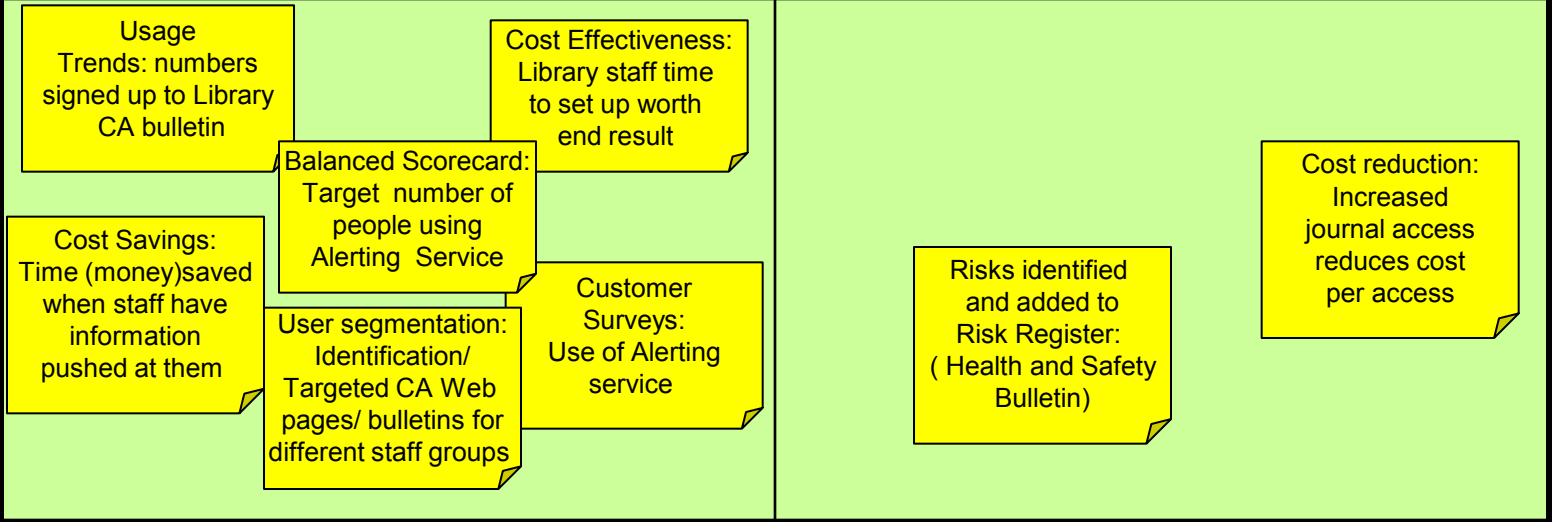 Usage
Trends: numbers
signed up to Library
CA bulletin
Cost Effectiveness:
Library staff time
to set up worth
end result
Balanced Scorecard:
Target number of
people using
Alerting Service
Cost Savings:
Time (money)saved
when staff have
information
pushed at them
User segmentation:
Identification/
Targeted CA Web
pages/ bulletins for
different staff groups
Customer
Surveys:
Use of Alerting
service
Risks identified
and added to
Risk Register:
( Health and Safety
Bulletin)
Cost reduction:
Increased
journal access
reduces cost
per access